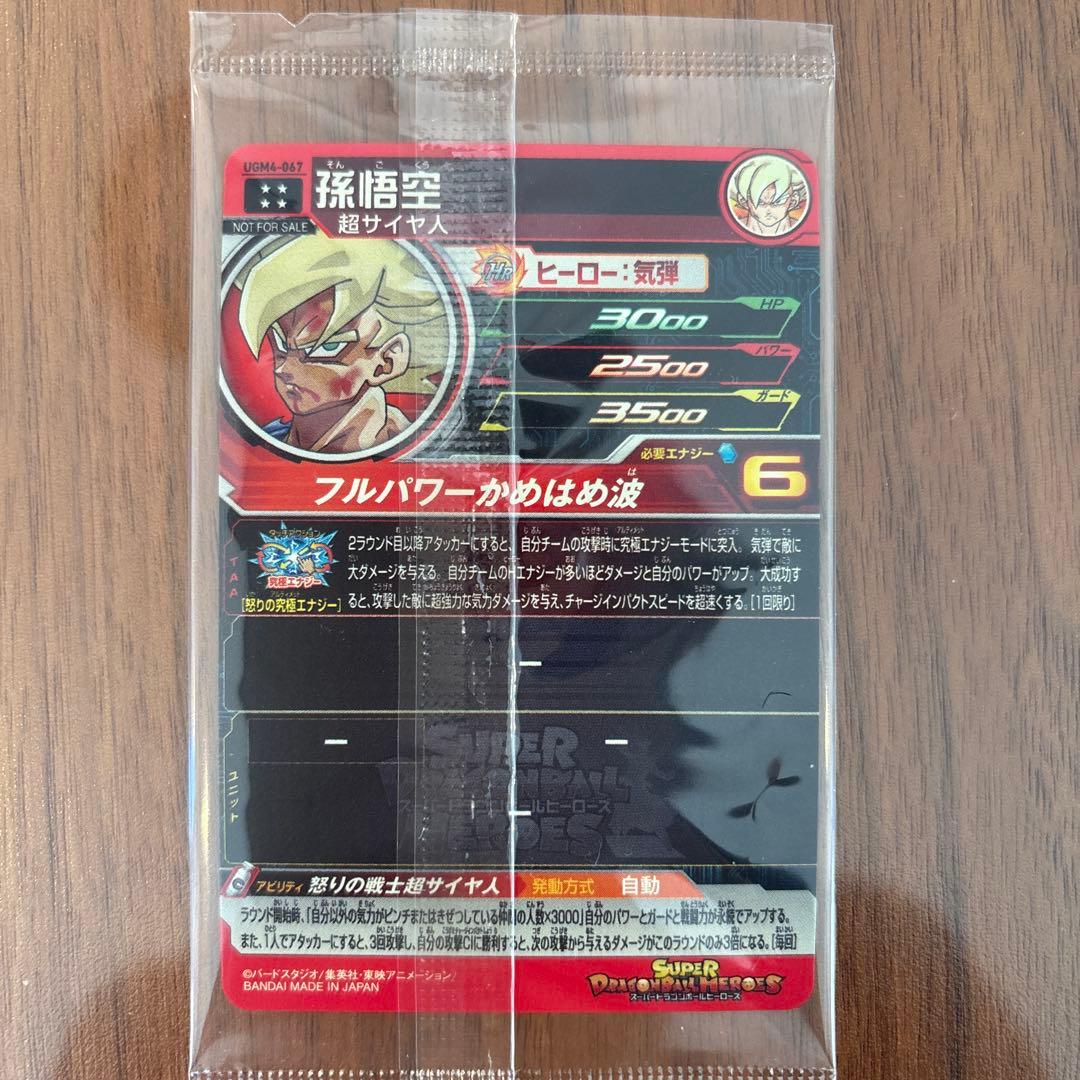 UGM4-067
孫悟空
そんごくう
NOT FOR SALE
超サイヤ人
HR ヒーロー:気弾
HP
3000
パワー
2500
ガード
3500
必要エナジー 6
フルパワーかめはめ波
は
TAA
タッチアクション
究極エナジー
[怒りの究極エナジー]
2ラウンド目以降アタッカーにすると、自分チームの攻撃時に究極エナジーモードに突入。気弾で敵に
大ダメージを与える。自分チームのHエナジーが多いほどダメージと自分のパワーがアップ。大成功す
ると、攻撃した敵に超強力な気力ダメージを与え、チャージインパクトスピードを超速くする。[1回限り]
ー
ユニット
ー ー
ー
SUPER
DRAGONBALL
スーパードラゴンボールヒーローズ
HEROES
アビリティ 怒りの戦士超サイヤ人 発動方式 自動
ラウンド開始時、「自分以外の気力がピンチまたはきぜつしている仲間の人数×3000」自分のパワーとガードと戦闘力が永続でアップする。
また、1人でアタッカーにすると、3回攻撃し、自分の攻撃CIに勝利すると、次の攻撃から与えるダメージがこのラウンドのみ3倍になる。[毎回]
©バードスタジオ/集英社・東映アニメーション
BANDAI MADE IN JAPAN
SUPER
DRAGONBALL HEROES
スーパードラゴンボールヒーローズ